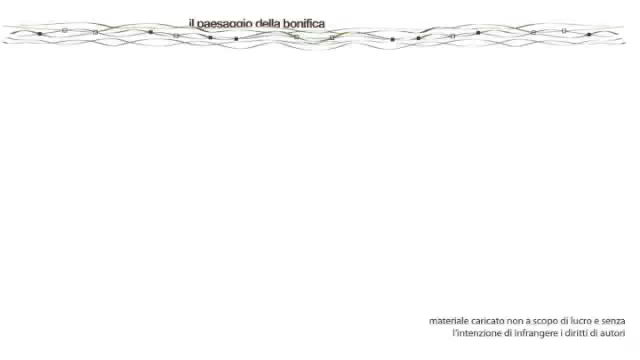 il paesaggio della bonifica
materiale caricato non a scopo di lucro e senza
l'intenzione di infrangere i diritti di autori